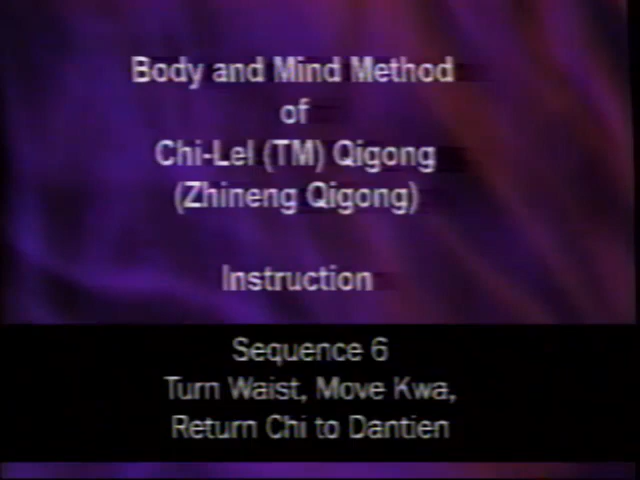 Body and Mind Method
of
Chi-Lel (TM) Qigong
(Zhineng Qigong)
Instruction
Sequence 6
Turn Waist, Move Kwa,
Return Chi to Dantien